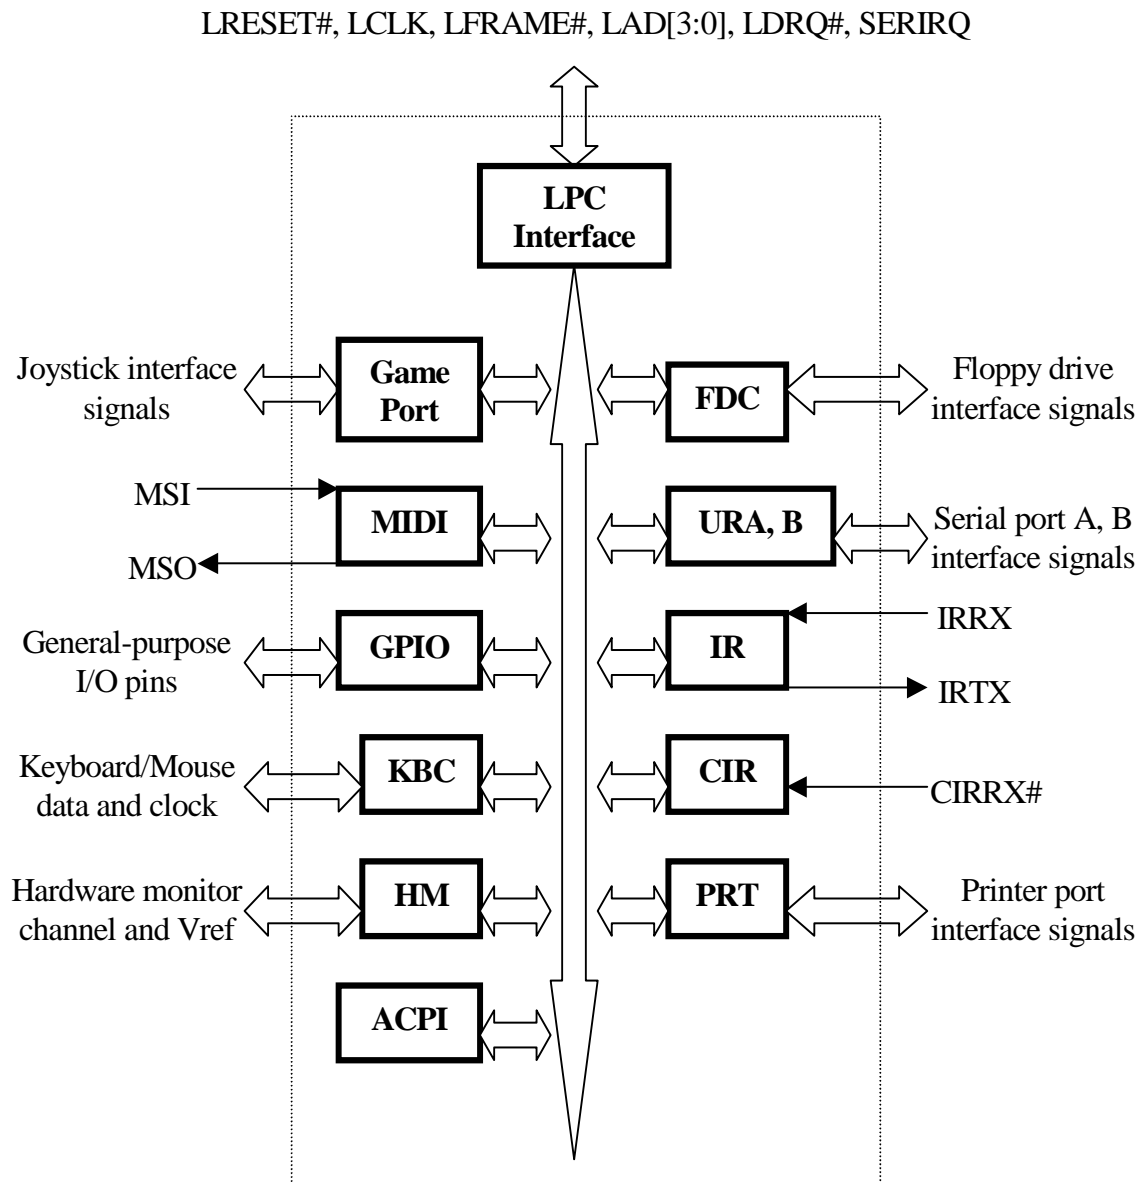 LRESET#, LCLK, LFRAME#, LAD[3:0], LDRQ#, SERIRQ
LPC
Interface
Joystick interface
signals
Game
Port
FDC
Floppy drive
interface signals
MSI
MSO
MIDI
URA, B
Serial port A, B
interface signals
General-purpose
I/O pins
GPIO
IR
IRRX
IRTX
Keyboard/Mouse
data and clock
KBC
CIR
CIRRX#
Hardware monitor
channel and Vref
HM
PRT
Printer port
interface signals
ACPI